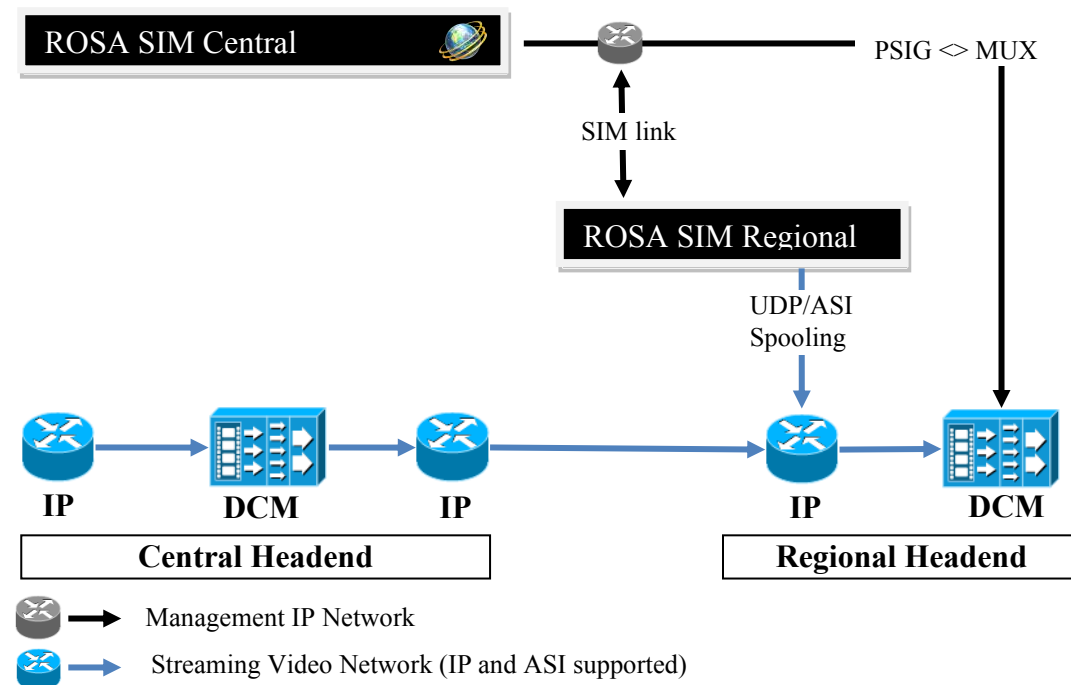 ROSA SIM Central
PSIG <> MUX
SIM link
ROSA SIM Regional
UDP/ASI
Spooling
IP
DCM
IP
IP
DCM
Central Headend
Regional Headend
Management IP Network
Streaming Video Network (IP and ASI supported)